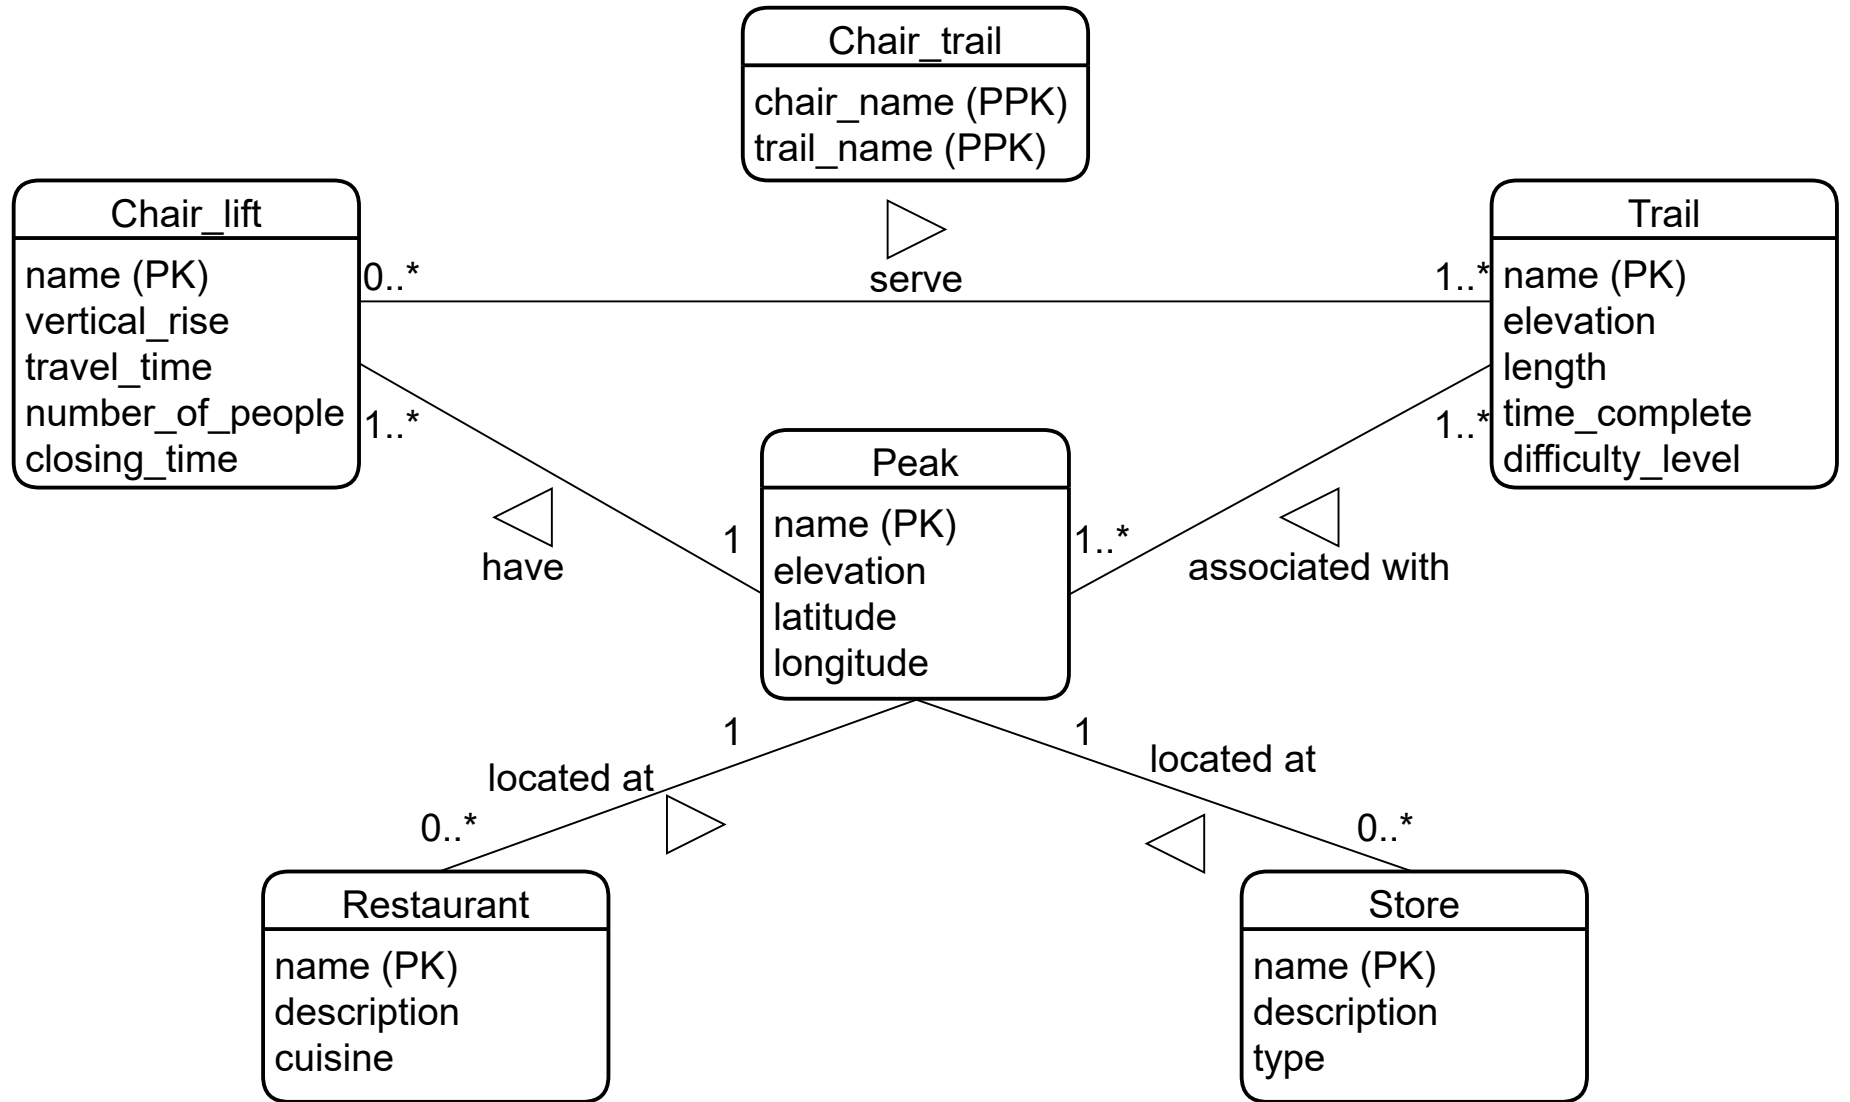 Chair_trail
chair_name (PPK)
trail_name (PPK)
Chair_lift
name (PK)
vertical_rise
travel_time
number_of_people
closing_time
0..*
serve
1..*
Trail
name (PK)
elevation
length
time_complete
difficulty_level
1..*
have
1
Peak
name (PK)
elevation
latitude
longitude
1..*
associated with
1..*
1
located at
0..*
1
located at
0..*
Restaurant
name (PK)
description
cuisine
Store
name (PK)
description
type